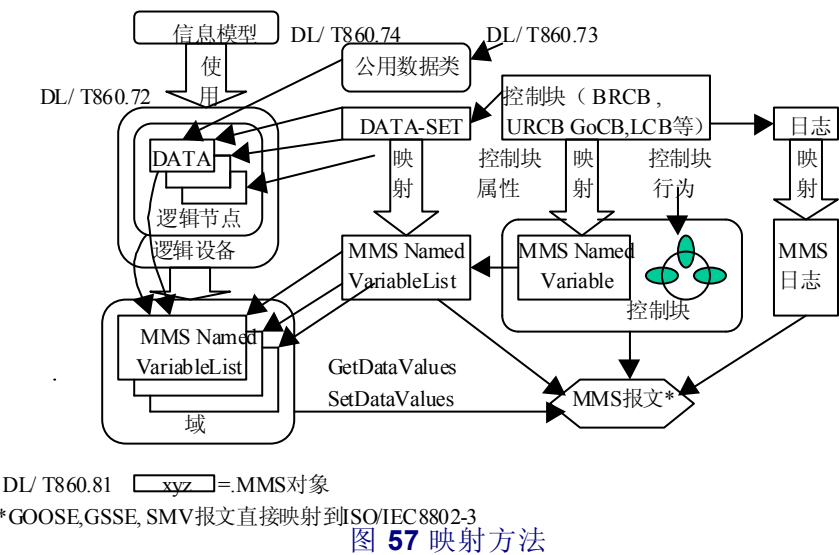 信息模型
DL/ T860.74
DL/ T860.73
使
用
公用数据类
DL/ T860.72
控制块（ BRCB ,
URCB GoCB,LCB等）
DATA-SET
日志
DATA
映
射
控制块
属性
映
射
控制块
行为
映
射
逻辑节点
逻辑设备
MMS Named
VariableList
MMS Named
Variable
MMS
日志
控制块
MMS Named
VariableList
域
GetDataValues
SetDataValues
MMS报文*
DL/ T860.81 xyz =.MMS对象
*GOOSE,GSSE, SMV报文直接映射到ISO/IEC8802-3
图 57 映射方法